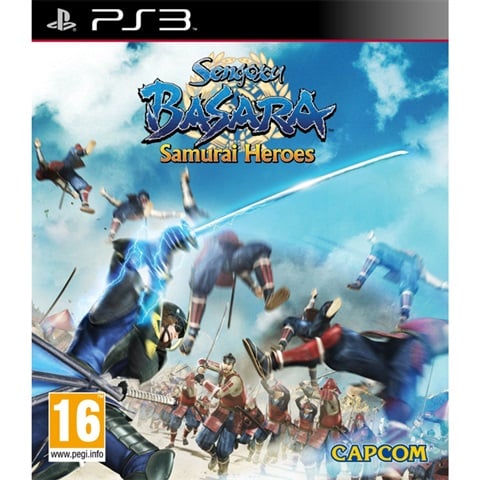 PS3
Sengoku
BASARA
Samurai Heroes
16
www.pegi.info
CAPCOM